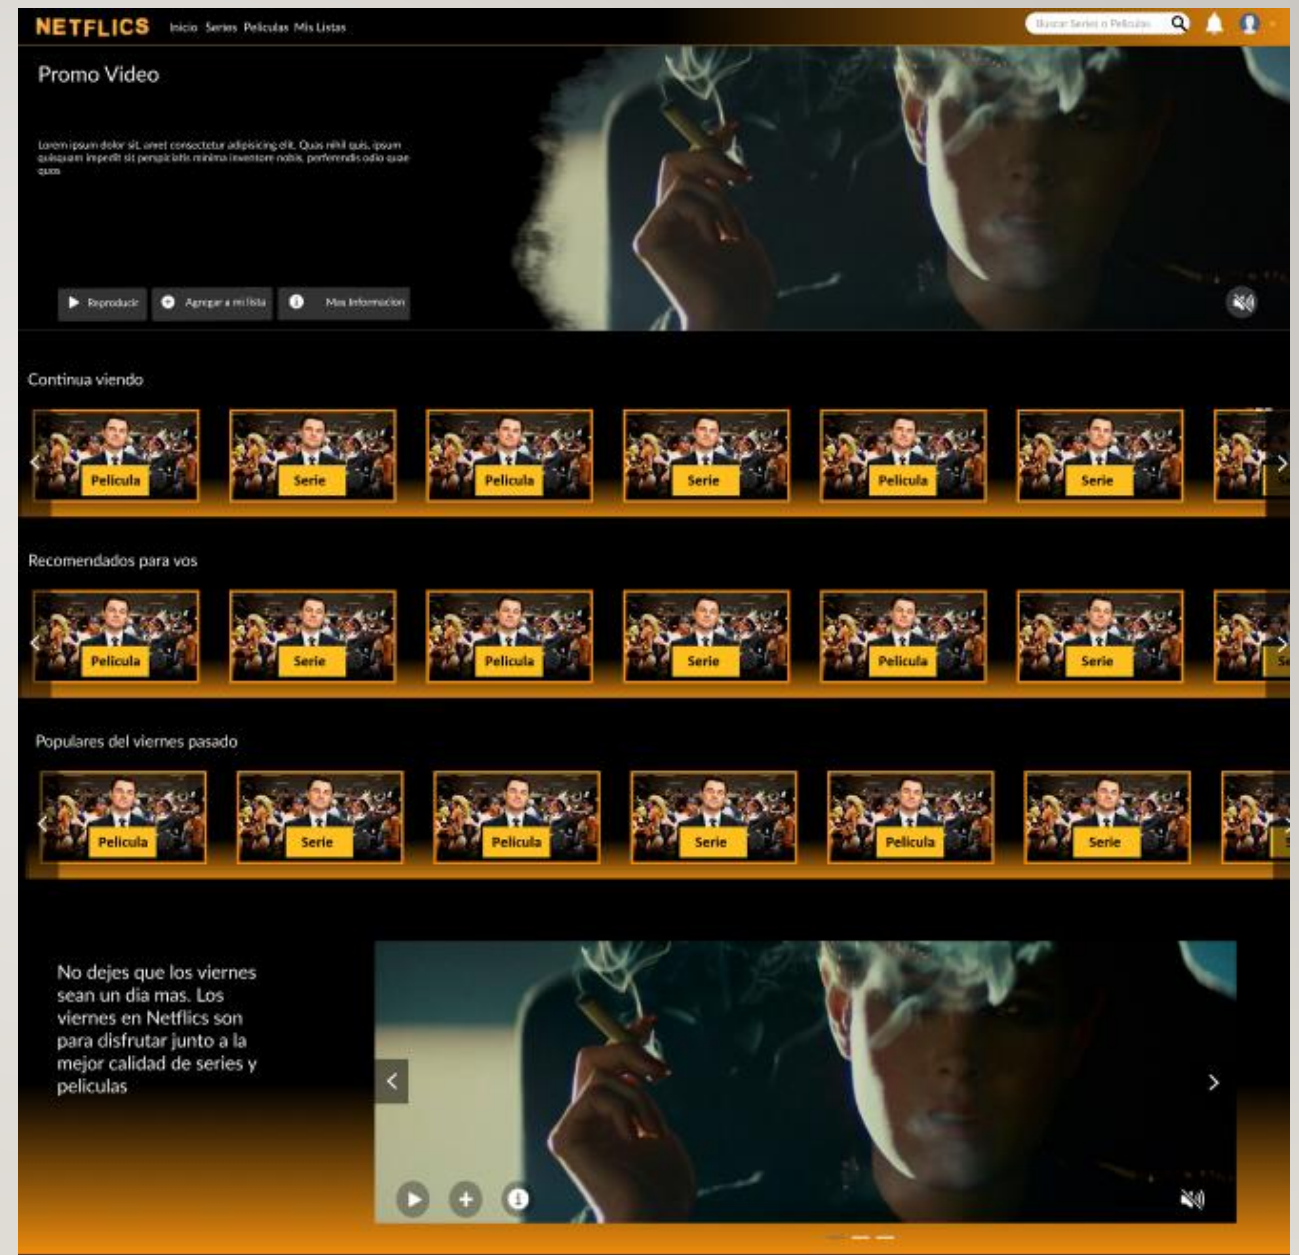 NETFLICS Inicio Series Peliculas Mis Listas
Buscar Series o Peliculas
Promo Video
Lorem ipsum dolor sit, amet consectetur adipisicing elit. Quas nihil quis, ipsum
quisquam impedit sit perspiciatis minima inventore nobis, perferendis odio quae
quos
Reproducir Agregar a mi lista Mas Informacion
Continua viendo
Pelicula Serie Pelicula Serie Pelicula Serie
Recomendados para vos
Pelicula Serie Pelicula Serie Pelicula Serie
Populares del viernes pasado
Pelicula Serie Pelicula Serie Pelicula Serie
No dejes que los viernes
sean un dia mas. Los
viernes en Netflics son
para disfrutar junto a la
mejor calidad de series y
peliculas